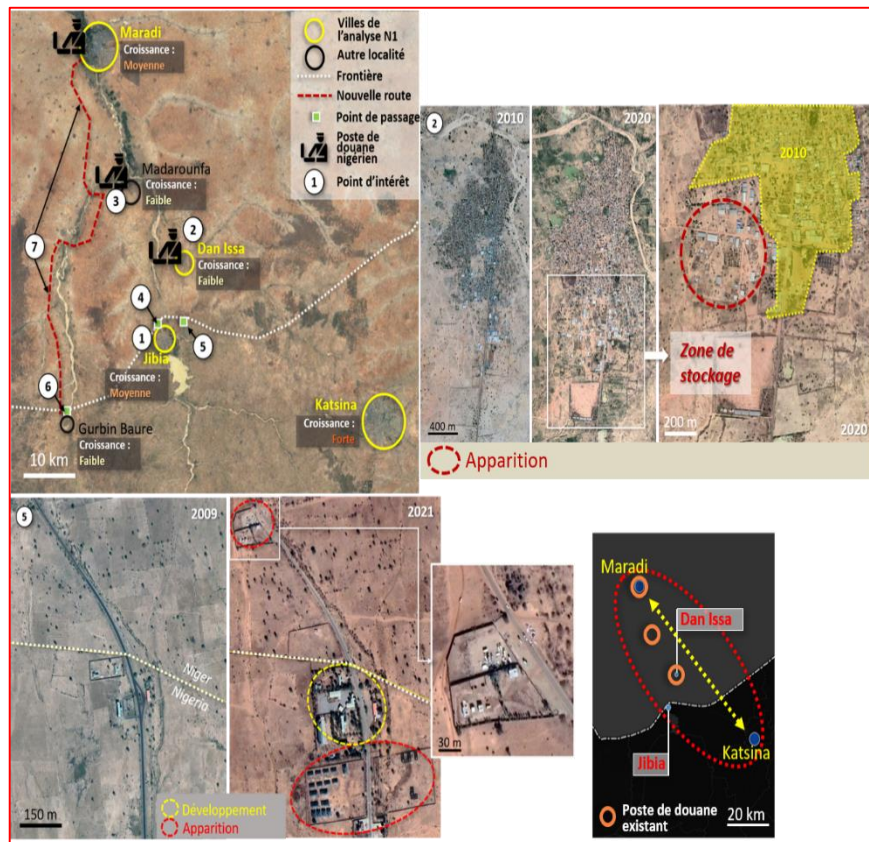 Maradi
Croissance :
Moyenne
Villes de
l'analyse N1
Autre localité
Frontière
Nouvelle route
Point de passage
Poste de
douane
nigérien
1
Point d'intérêt
Madarounfa
Croissance :
Faible
3
2
7
Dan Issa
Croissance :
Faible
4
1
5
Jibia
Croissance :
Moyenne
6
Gurbin Baure
Croissance :
Faible
Katsina
Croissance :
Forte
10 km
2
2010
2020
2010
400 m
Zone de
stockage
200 m
2020
Apparition
5
2009
2021
Niger
Nigeria
150 m
Développement
Apparition
30 m
Maradi
Dan Issa
Katsina
Jibia
Poste de douane
existant
20 km